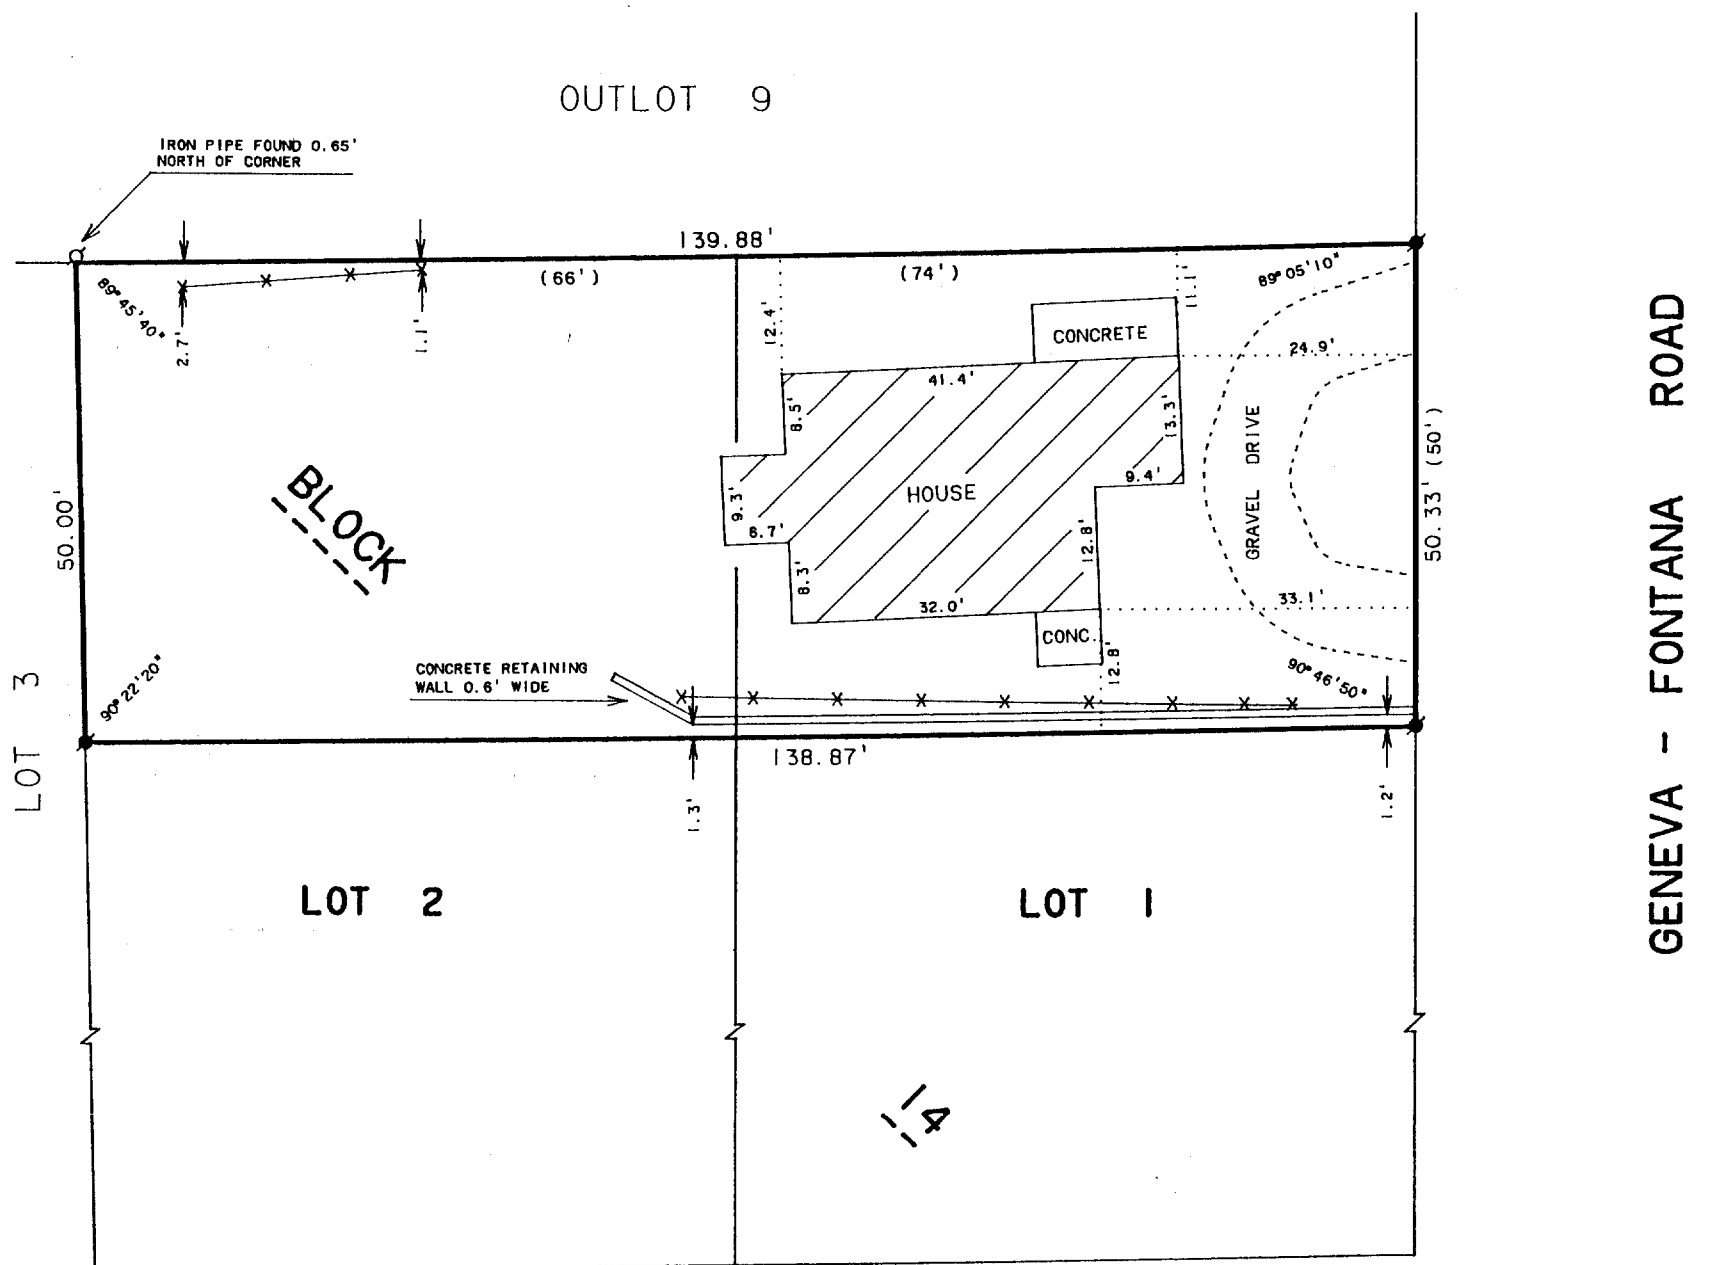 OUTLOT 9
IRON PIPE FOUND 0.65'
NORTH OF CORNER
139.88'
(66')
(74')
89°45'40"
2.7'
1.1'
12.4'
11.1'
89°05'10"
CONCRETE
24.9'
41.4'
8.5'
13.3'
GRAVEL DRIVE
50.33' (50')
GENEVA - FONTANA ROAD
BLOCK
50.00'
9.3'
HOUSE
9.4'
6.7'
12.8'
8.3'
32.0'
33.1'
CONC.
12.8'
90°22'20"
CONCRETE RETAINING
WALL 0.6' WIDE
90°46'50"
LOT 3
138.87'
1.3'
1.2'
LOT 2
LOT 1
14